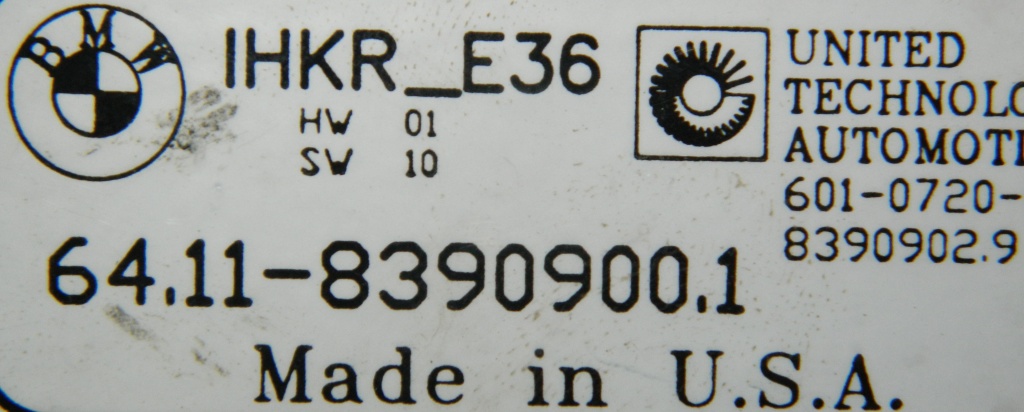 BMW
IHKR_E36
HW 01
SW 10
UNITED
TECHNOLO
AUTOMOTI
601-0720-
8390902.9
64.11-8390900.1
Made in U.S.A.